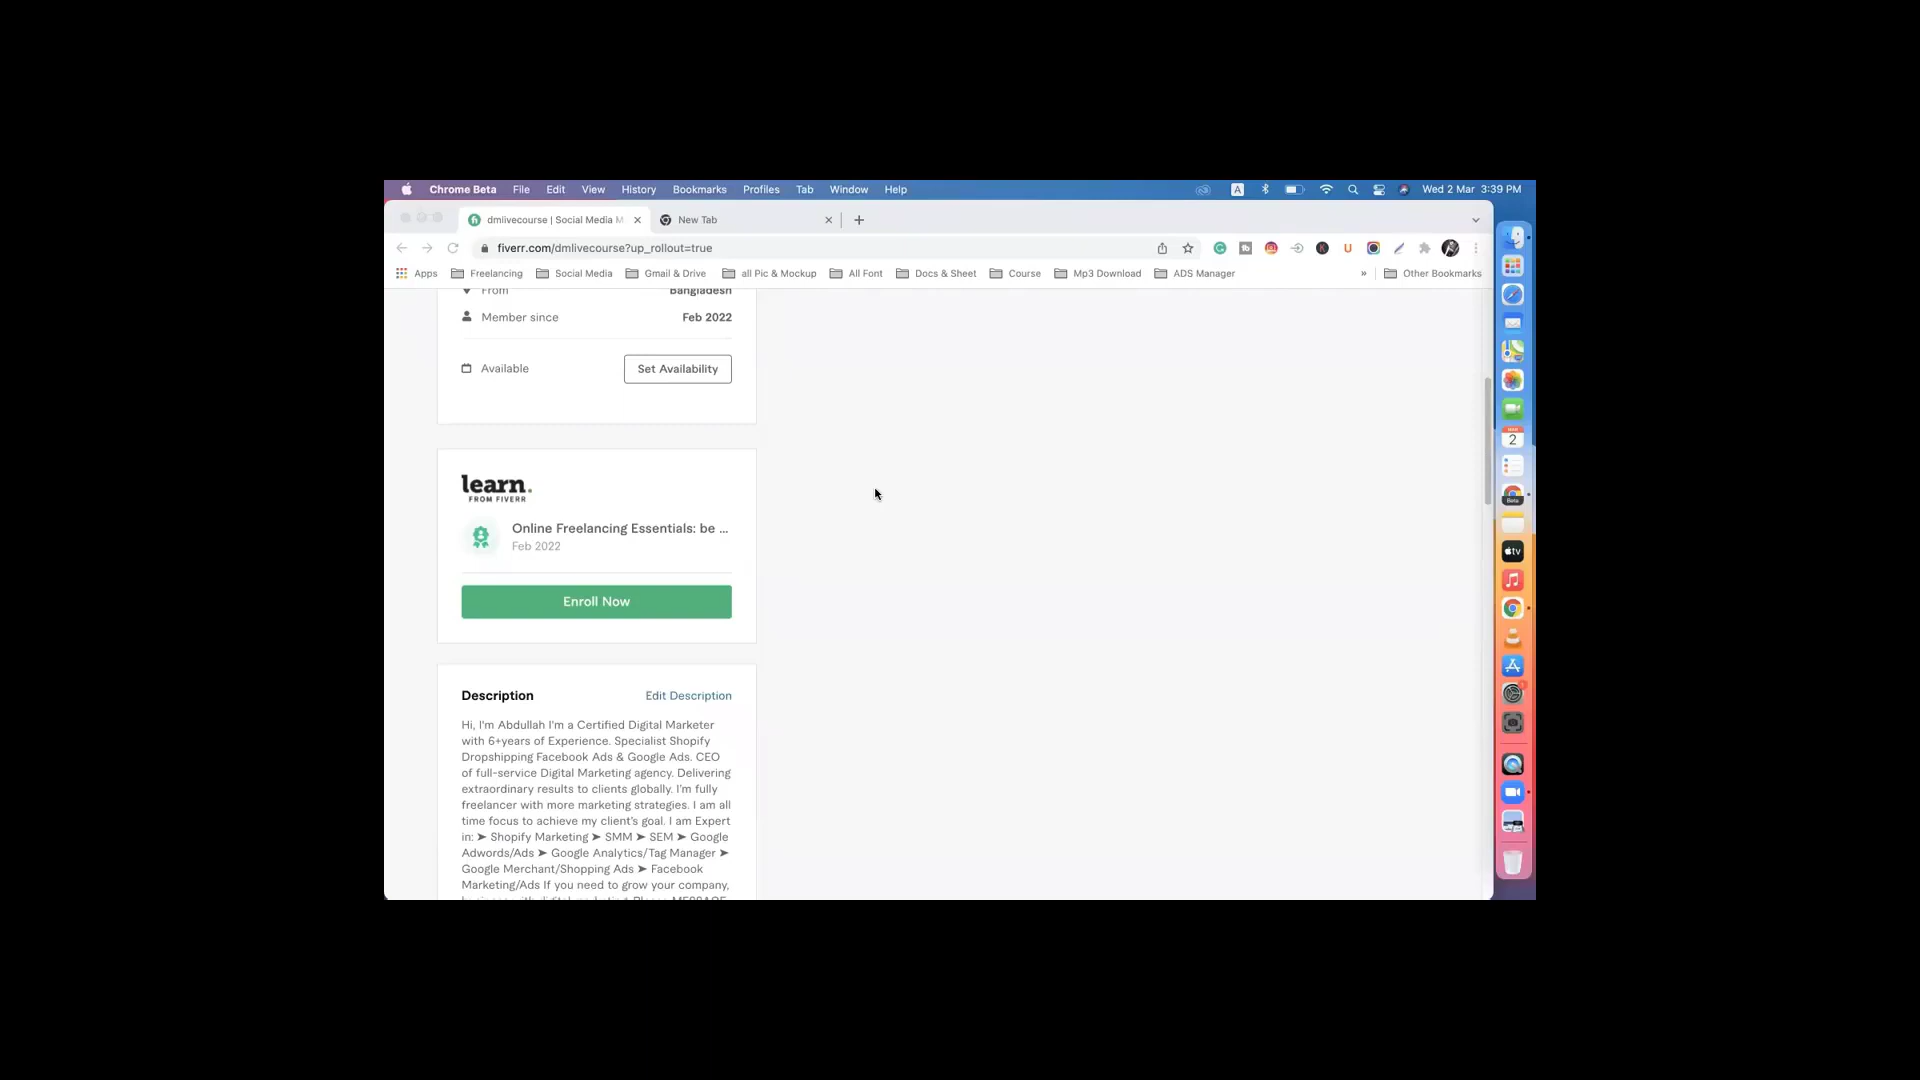 Chrome Beta File Edit View History Bookmarks Profiles Tab Window Help A Wed 2 Mar 3:39 PM
dmlivecourse | Social Media M New Tab
fiverr.com/dmlivecourse?up_rollout=true
Apps Freelancing Social Media Gmail & Drive all Pic & Mockup All Font Docs & Sheet Course Mp3 Download ADS Manager » Other Bookmarks
From Bangladesh
Member since Feb 2022
Available Set Availability
learn.
FROM FIVERR
Online Freelancing Essentials: be ...
Feb 2022
Enroll Now
Description Edit Description
Hi, I'm Abdullah I'm a Certified Digital Marketer
with 6+years of Experience. Specialist Shopify
Dropshipping Facebook Ads & Google Ads. CEO
of full-service Digital Marketing agency. Delivering
extraordinary results to clients globally. I'm fully
freelancer with more marketing strategies. I am all
time focus to achieve my client's goal. I am Expert
in: ➤ Shopify Marketing ➤ SMM ➤ SEM ➤ Google
Adwords/Ads ➤ Google Analytics/Tag Manager ➤
Google Merchant/Shopping Ads ➤ Facebook
Marketing/Ads If you need to grow your company,
2
tv